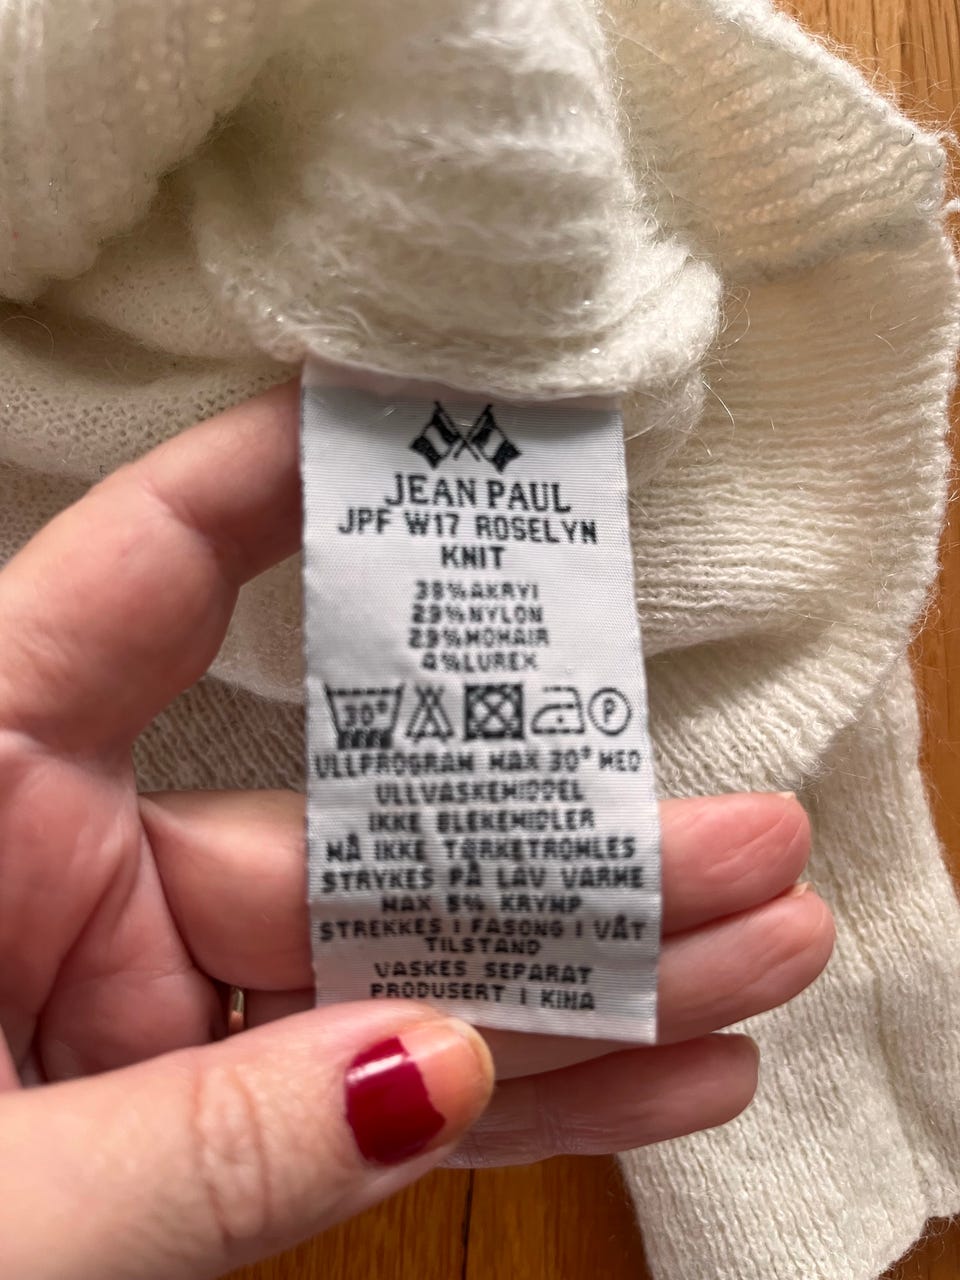 JEAN PAUL
JPF W17 ROSELYN
KNIT
38%AKRYl
29%NYLON
29%MOHAIR
4%LUREX
30° P
ULLPROGRAM MAX 30° MED
ULLVASKEMIDDEL
IKKE BLEKEMIDLER
MÅ IKKE TØRKETROMLES
STRYKES PÅ LAV VARME
MAX 5% KRYMP
STREKKES I FASONG I VÅT
TILSTAND
VASKES SEPARAT
PRODUSERT I KINA